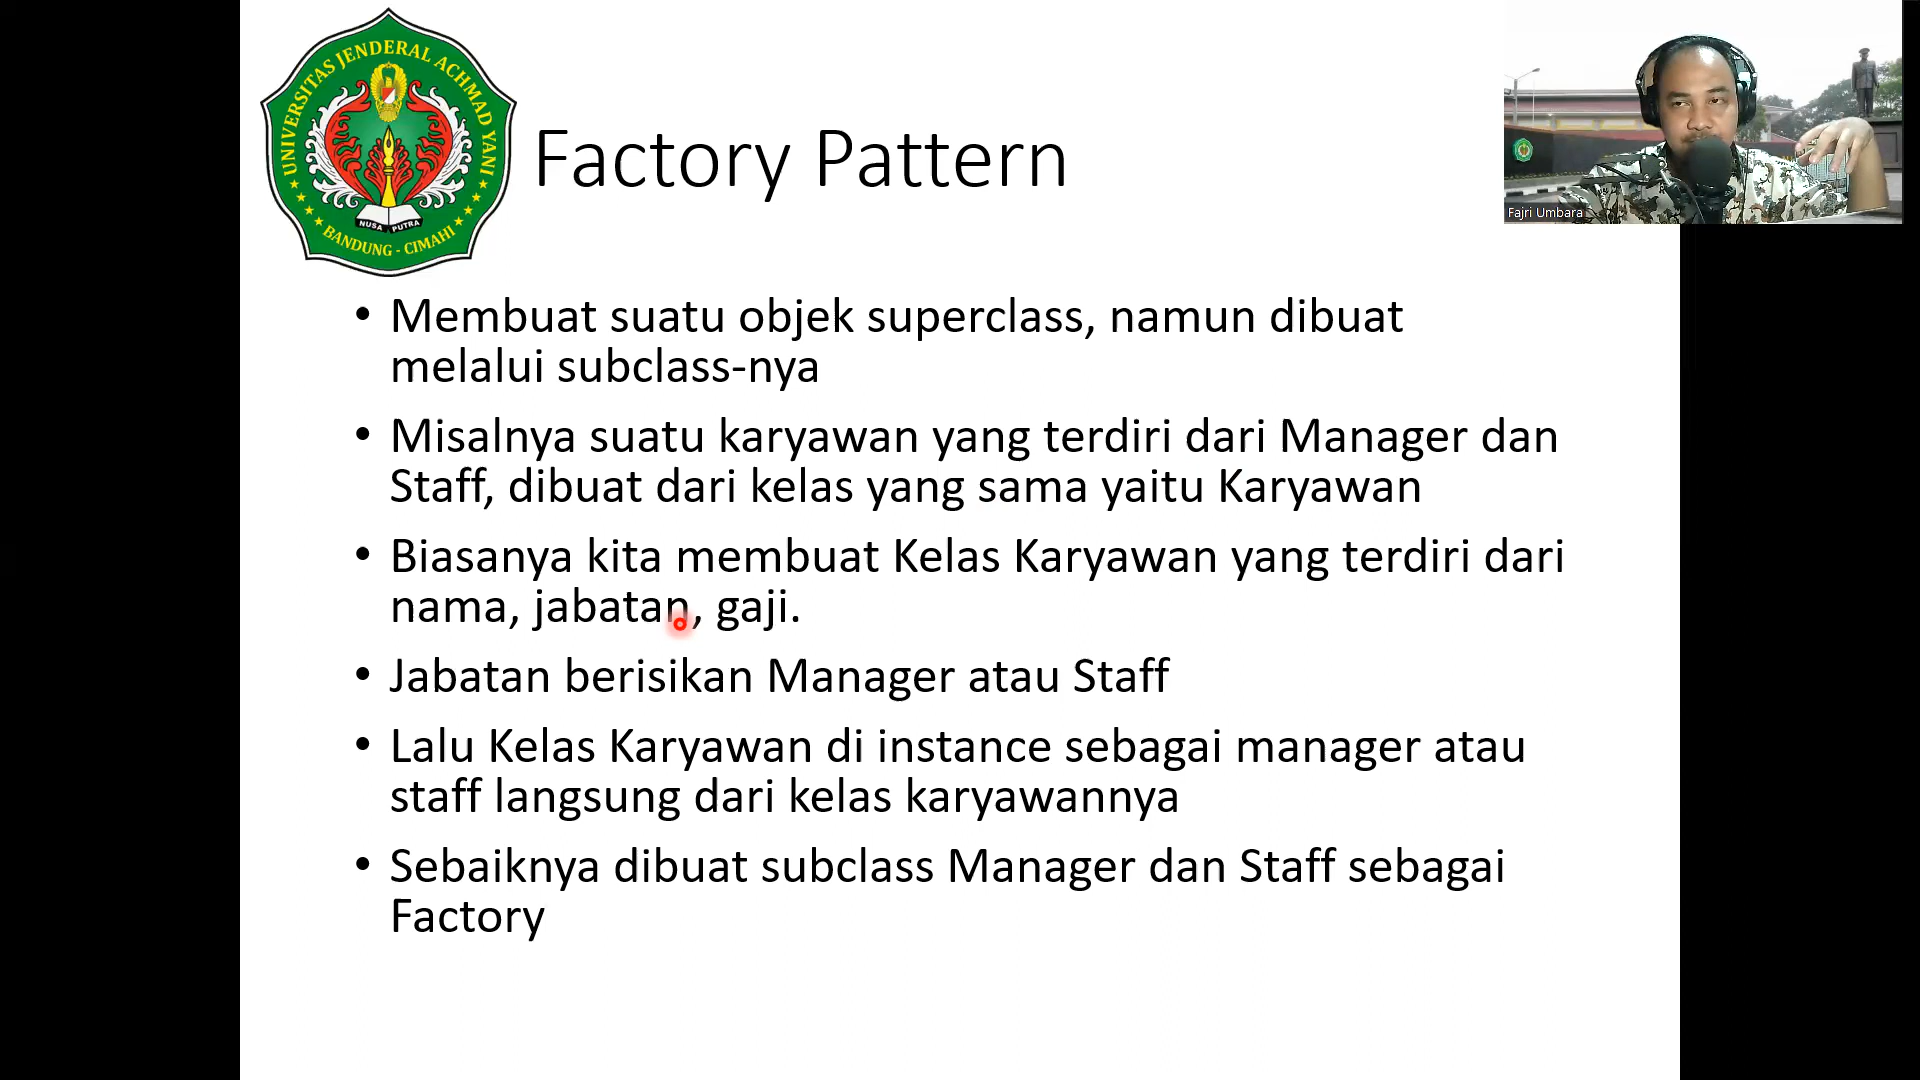 UNIVERSITAS JENDERAL ACHMAD YANI
NUSA PUTRA
BANDUNG - CIMAHI
Factory Pattern
Fajri Umbara
• Membuat suatu objek superclass, namun dibuat
melalui subclass-nya
• Misalnya suatu karyawan yang terdiri dari Manager dan
Staff, dibuat dari kelas yang sama yaitu Karyawan
• Biasanya kita membuat Kelas Karyawan yang terdiri dari
nama, jabatan, gaji.
• Jabatan berisikan Manager atau Staff
• Lalu Kelas Karyawan di instance sebagai manager atau
staff langsung dari kelas karyawannya
• Sebaiknya dibuat subclass Manager dan Staff sebagai
Factory